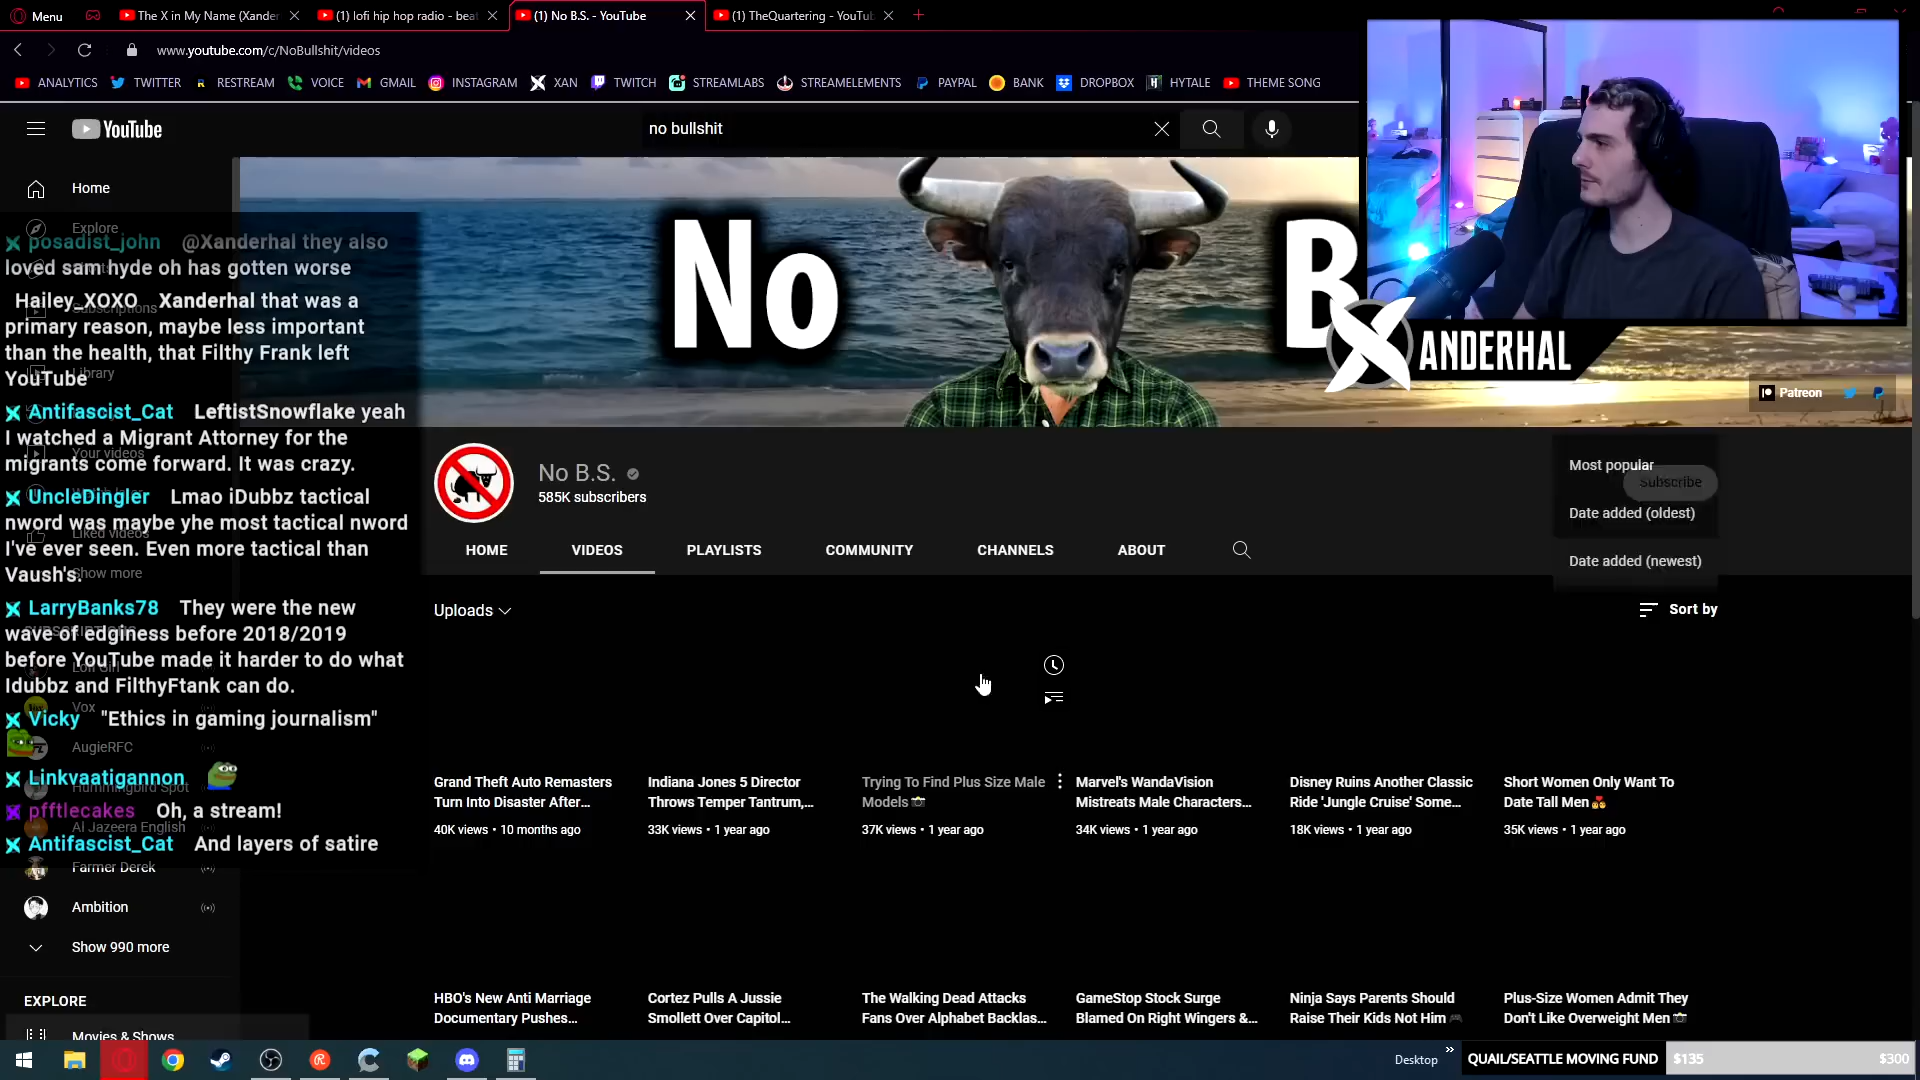 Menu
The X in My Name (Xander
(1) lofi hip hop radio - bea
(1) No B.S. - YouTube
(1) TheQuartering - YouTu
www.youtube.com/c/NoBullshit/videos
ANALYTICS TWITTER RESTREAM VOICE GMAIL INSTAGRAM XAN TWITCH STREAMLABS STREAMELEMENTS PAYPAL BANK DROPBOX HYTALE THEME SONG
YouTube
no bullshit
Home
Explore
Subscriptions
Library
Your videos
Liked videos
Show more
Vox
AugieRFC
Hummingbird Spot
Al Jazeera English
Farmer Derek
Ambition
Show 990 more
EXPLORE
Movies & Shows
posadist_john @Xanderhal they also
loved sam hyde oh has gotten worse
Hailey_XOXO Xanderhal that was a
primary reason, maybe less important
than the health, that Filthy Frank left
YouTube
Antifascist_Cat LeftistSnowflake yeah
I watched a Migrant Attorney for the
migrants come forward. It was crazy.
UncleDingler Lmao iDubbz tactical
nword was maybe yhe most tactical nword
I've ever seen. Even more tactical than
Vaush's.
LarryBanks78 They were the new
wave of edginess before 2018/2019
before YouTube made it harder to do what
Idubbz and FilthyFtank can do.
Vicky "Ethics in gaming journalism"
Linkvaatigannon
pfftlecakes Oh, a stream!
Antifascist_Cat And layers of satire
No B
XANDERHAL
Patreon
No B.S.
585K subscribers
Subscribe
Most popular
Date added (oldest)
Date added (newest)
HOME VIDEOS PLAYLISTS COMMUNITY CHANNELS ABOUT
Uploads
Sort by
Grand Theft Auto Remasters
Turn Into Disaster After...
40K views • 10 months ago
Indiana Jones 5 Director
Throws Temper Tantrum,...
33K views • 1 year ago
Trying To Find Plus Size Male
Models
37K views • 1 year ago
Marvel's WandaVision
Mistreats Male Characters...
34K views • 1 year ago
Disney Ruins Another Classic
Ride 'Jungle Cruise' Some...
18K views • 1 year ago
Short Women Only Want To
Date Tall Men
35K views • 1 year ago
HBO's New Anti Marriage
Documentary Pushes...
Cortez Pulls A Jussie
Smollett Over Capitol...
The Walking Dead Attacks
Fans Over Alphabet Backlas...
GameStop Stock Surge
Blamed On Right Wingers &...
Ninja Says Parents Should
Raise Their Kids Not Him
Plus-Size Women Admit They
Don't Like Overweight Men
Desktop
QUAIL/SEATTLE MOVING FUND
$135
$300